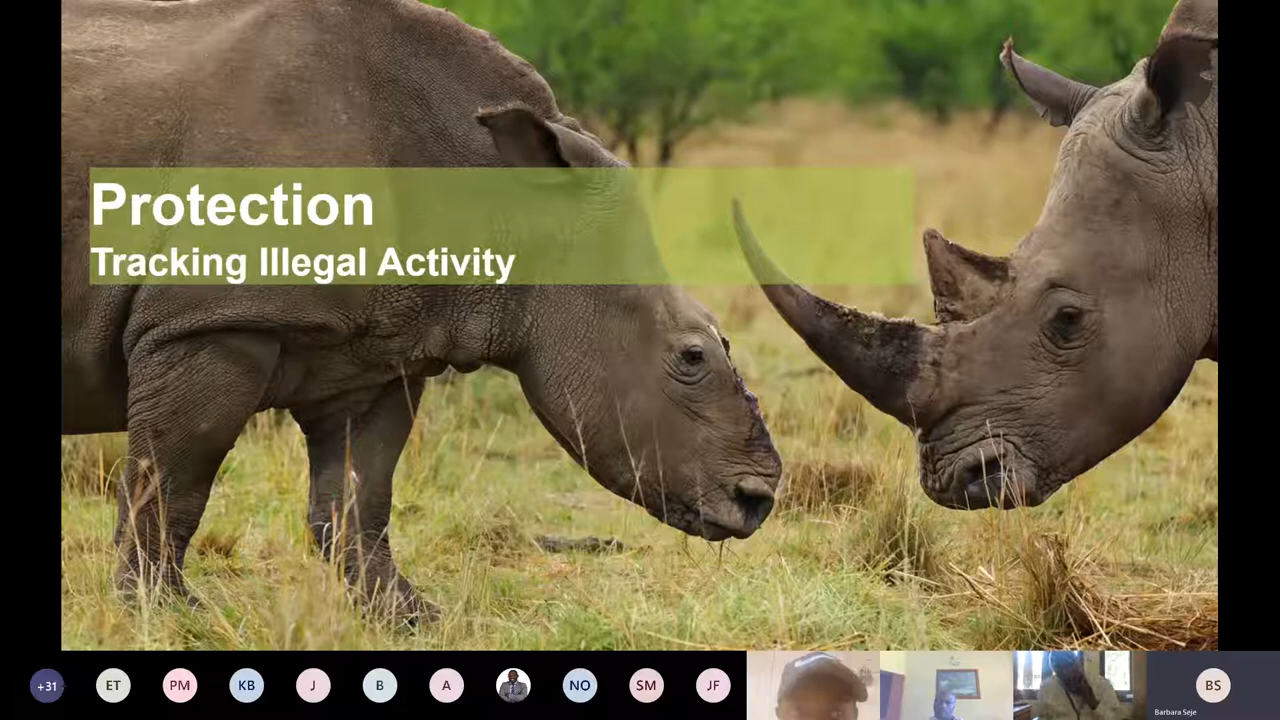 Protection
Tracking Illegal Activity
+31
ET
PM
KB
J
B
A
NO
SM
JF
BS
Barbara Seje